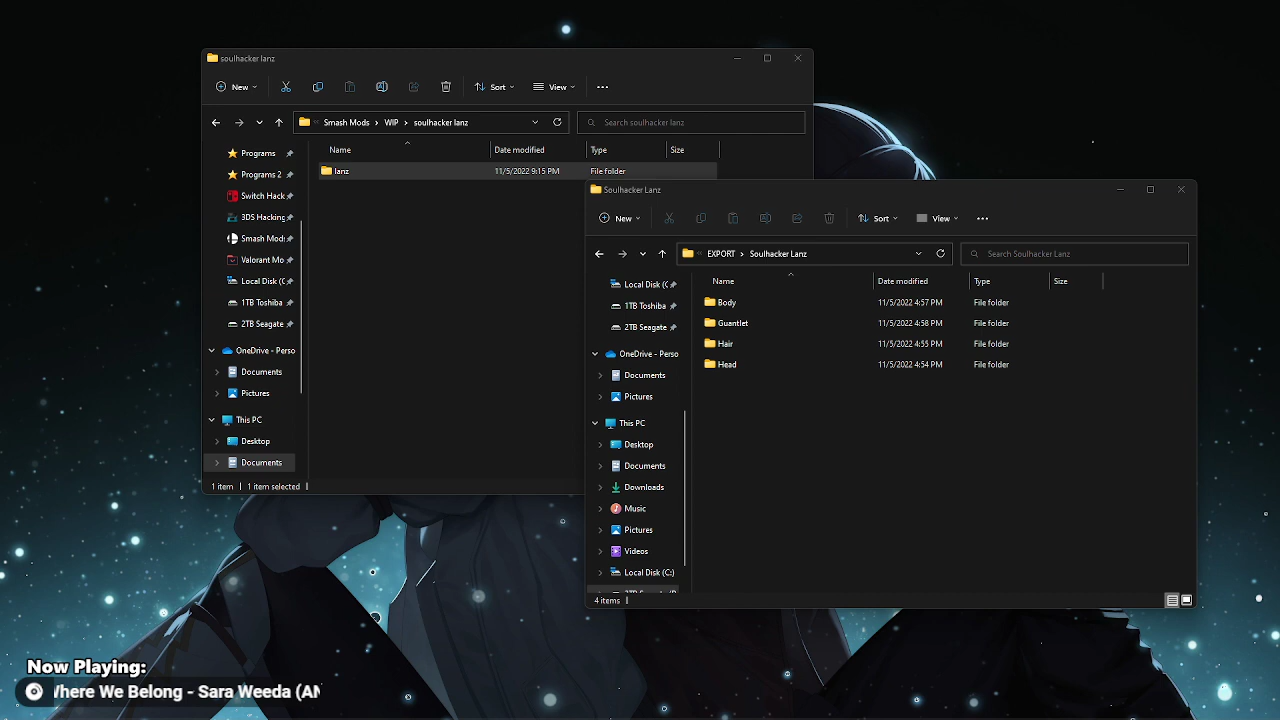 soulhacker lanz
New
Sort
View
Smash Mods > WIP > soulhacker lanz
Search soulhacker lanz
Name
Date modified
Type
Size
lanz
11/5/2022 9:15 PM
File folder
Programs
Programs 2
Switch Hack
3DS Hacking
Smash Mod:
Valorant Mo
Local Disk (C
1TB Toshiba
2TB Seagate
OneDrive - Perso
Documents
Pictures
This PC
Desktop
Documents
1 item
1 item selected
Soulhacker Lanz
New
Sort
View
EXPORT > Soulhacker Lanz
Search Soulhacker Lanz
Name
Date modified
Type
Size
Body 11/5/2022 4:57 PM File folder
Guantlet 11/5/2022 4:58 PM File folder
Hair 11/5/2022 4:55 PM File folder
Head 11/5/2022 4:54 PM File folder
Local Disk (C
1TB Toshiba
2TB Seagate
OneDrive - Perso
Documents
Pictures
This PC
Desktop
Documents
Downloads
Music
Pictures
Videos
Local Disk (C:)
4 items
Now Playing:
Where We Belong - Sara Weeda (AN